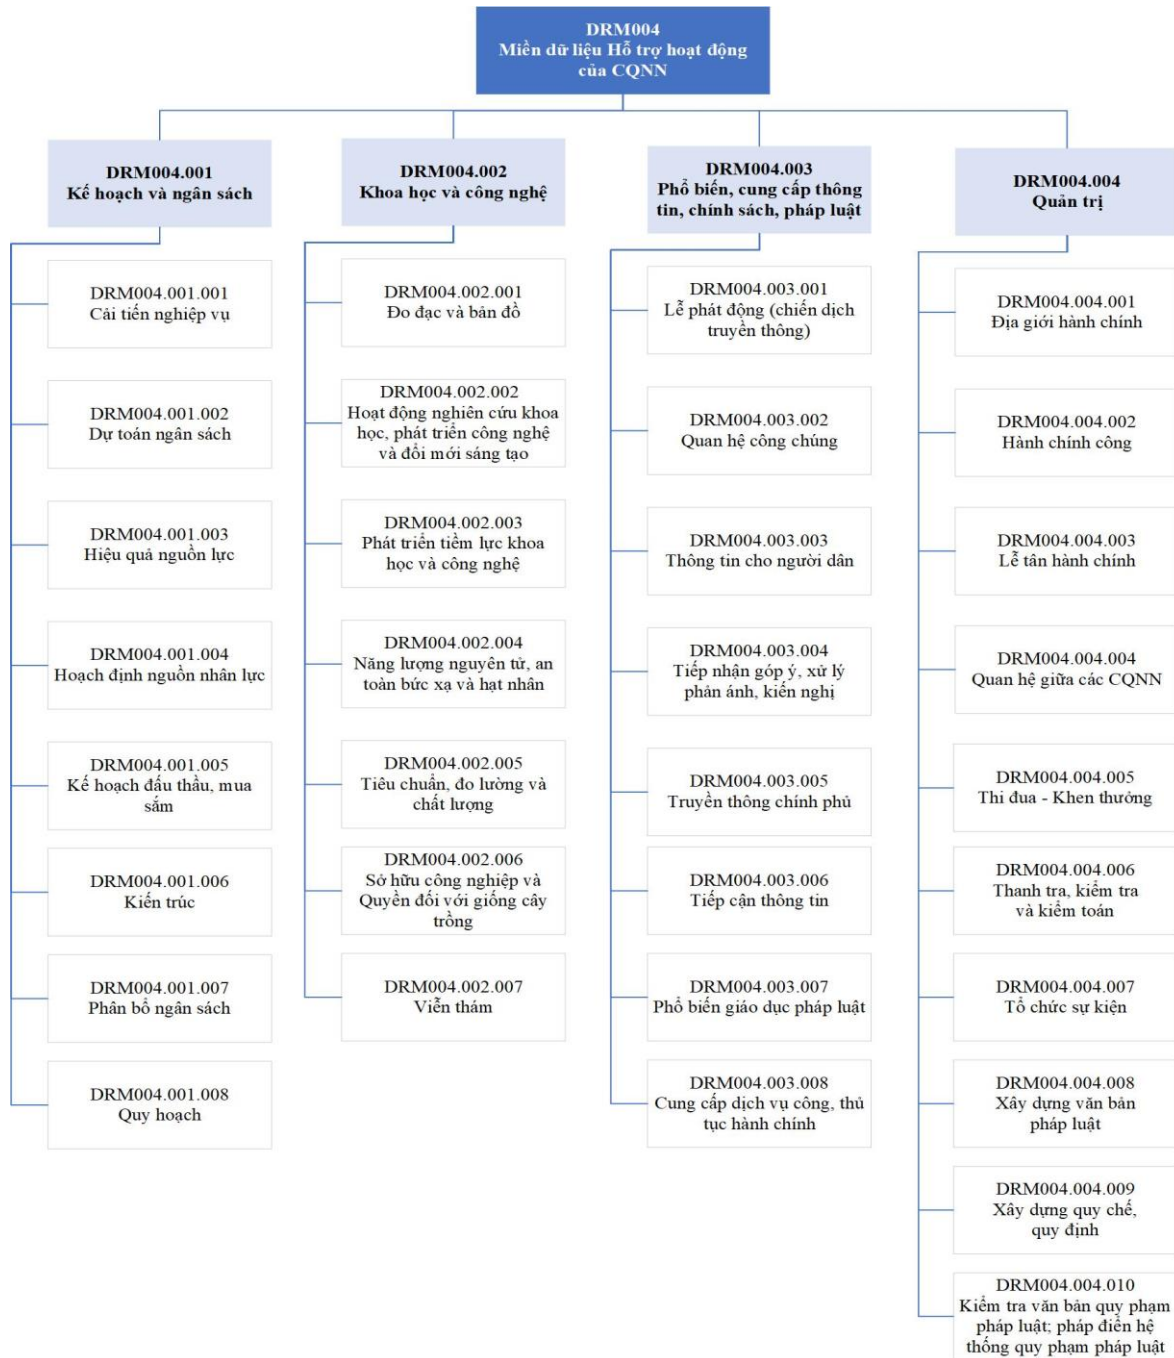 DRM004
Miền dữ liệu Hỗ trợ hoạt động
của CQNN
DRM004.001
Kế hoạch và ngân sách
DRM004.001.001
Cải tiến nghiệp vụ
DRM004.001.002
Dự toán ngân sách
DRM004.001.003
Hiệu quả nguồn lực
DRM004.001.004
Hoạch định nguồn nhân lực
DRM004.001.005
Kế hoạch đấu thầu, mua
sắm
DRM004.001.006
Kiến trúc
DRM004.001.007
Phân bổ ngân sách
DRM004.001.008
Quy hoạch
DRM004.002
Khoa học và công nghệ
DRM004.002.001
Đo đạc và bản đồ
DRM004.002.002
Hoạt động nghiên cứu khoa
học, phát triển công nghệ
và đổi mới sáng tạo
DRM004.002.003
Phát triển tiềm lực khoa
học và công nghệ
DRM004.002.004
Năng lượng nguyên tử, an
toàn bức xạ và hạt nhân
DRM004.002.005
Tiêu chuẩn, đo lường và
chất lượng
DRM004.002.006
Sở hữu công nghiệp và
Quyền đối với giống cây
trồng
DRM004.002.007
Viễn thám
DRM004.003
Phổ biến, cung cấp thông
tin, chính sách, pháp luật
DRM004.003.001
Lễ phát động (chiến dịch
truyền thông)
DRM004.003.002
Quan hệ công chúng
DRM004.003.003
Thông tin cho người dân
DRM004.003.004
Tiếp nhận góp ý, xử lý
phản ánh, kiến nghị
DRM004.003.005
Truyền thông chính phủ
DRM004.003.006
Tiếp cận thông tin
DRM004.003.007
Phổ biến giáo dục pháp luật
DRM004.003.008
Cung cấp dịch vụ công, thủ
tục hành chính
DRM004.004
Quản trị
DRM004.004.001
Địa giới hành chính
DRM004.004.002
Hành chính công
DRM004.004.003
Lễ tân hành chính
DRM004.004.004
Quan hệ giữa các CQNN
DRM004.004.005
Thi đua - Khen thưởng
DRM004.004.006
Thanh tra, kiểm tra
và kiểm toán
DRM004.004.007
Tổ chức sự kiện
DRM004.004.008
Xây dựng văn bản
pháp luật
DRM004.004.009
Xây dựng quy chế,
quy định
DRM004.004.010
Kiểm tra văn bản quy phạm
pháp luật; pháp điển hệ
thống quy phạm pháp luật